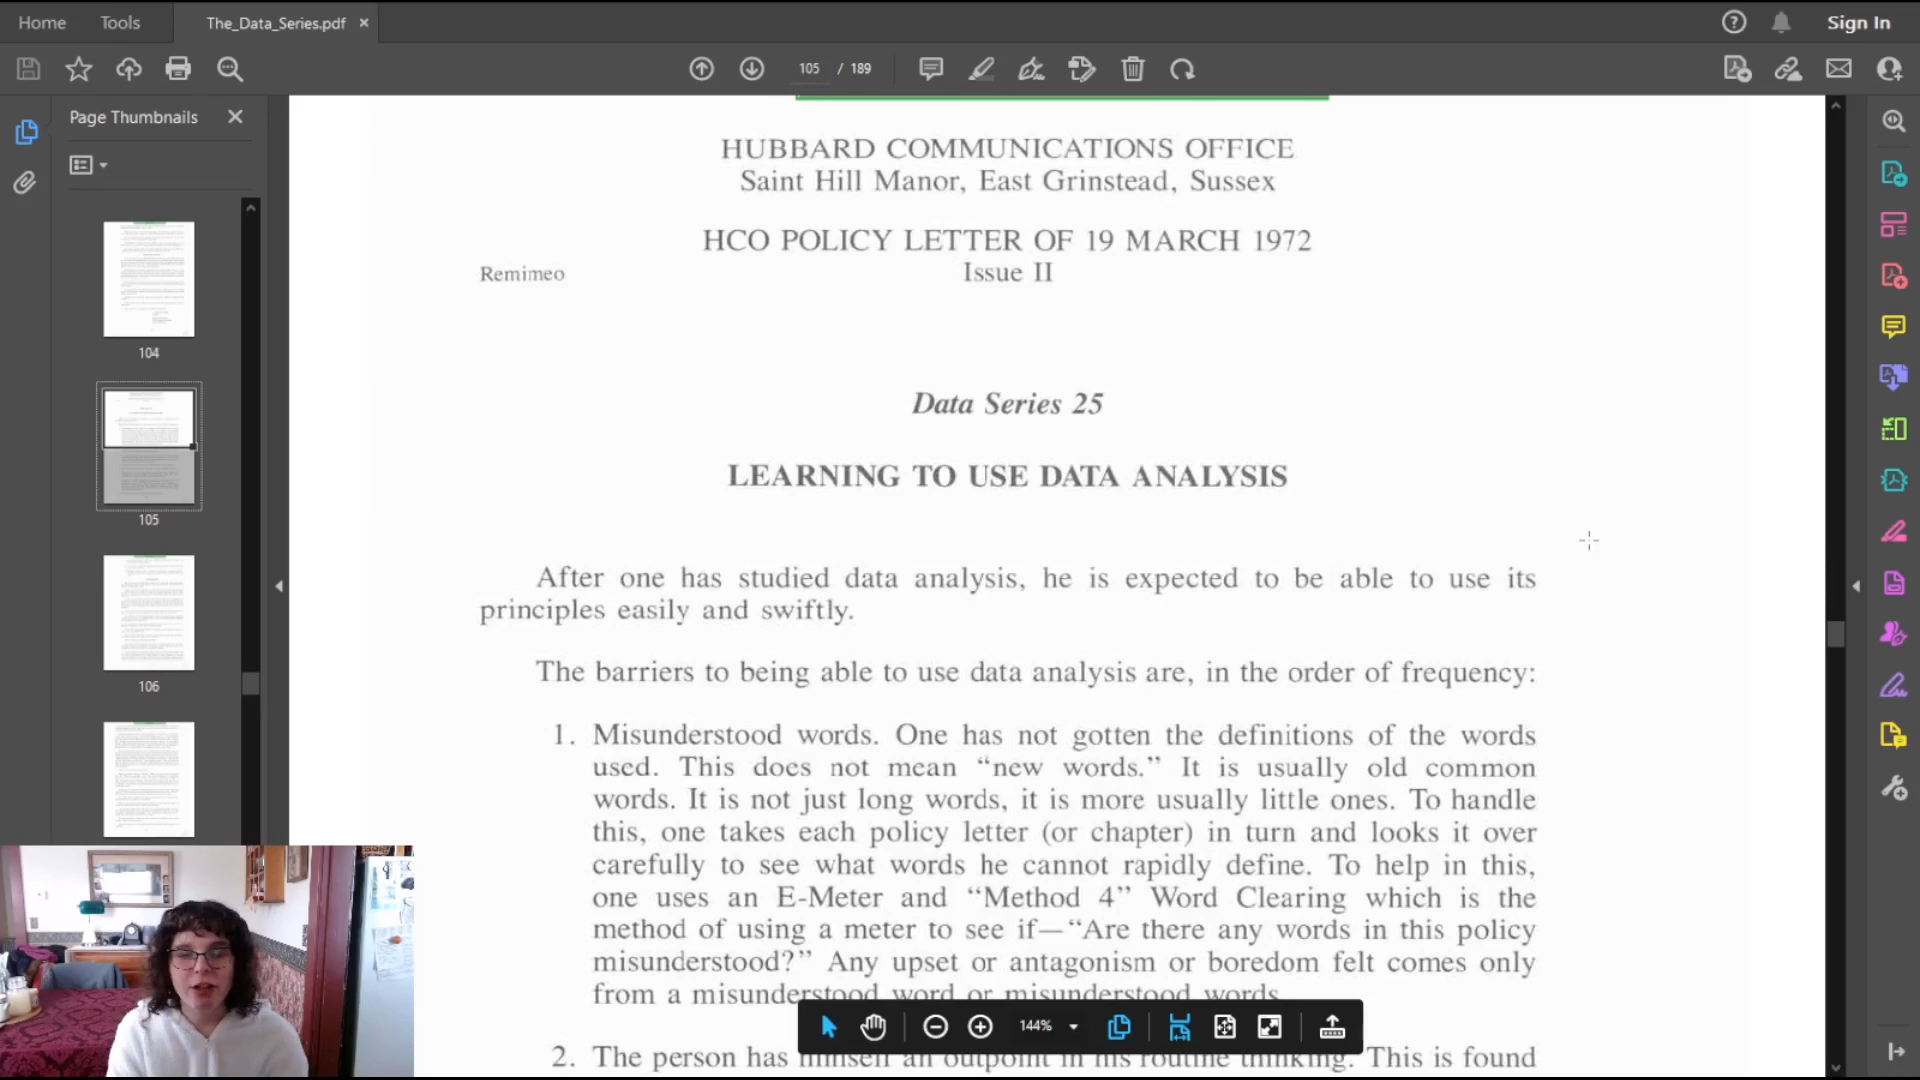 Home Tools The_Data_Series.pdf × Sign In
105 / 189
Page Thumbnails
104
105
106
HUBBARD COMMUNICATIONS OFFICE
Saint Hill Manor, East Grinstead, Sussex
HCO POLICY LETTER OF 19 MARCH 1972
Remimeo Issue II
Data Series 25
LEARNING TO USE DATA ANALYSIS
After one has studied data analysis, he is expected to be able to use its
principles easily and swiftly.
The barriers to being able to use data analysis are, in the order of frequency:
1. Misunderstood words. One has not gotten the definitions of the words
used. This does not mean “new words.” It is usually old common
words. It is not just long words, it is more usually little ones. To handle
this, one takes each policy letter (or chapter) in turn and looks it over
carefully to see what words he cannot rapidly define. To help in this,
one uses an E-Meter and “Method 4” Word Clearing which is the
method of using a meter to see if—“Are there any words in this policy
misunderstood?” Any upset or antagonism or boredom felt comes only
from a misunderstood word or misunderstood words
144%
2. The person has himself an outpoint in his routine thinking. This is found